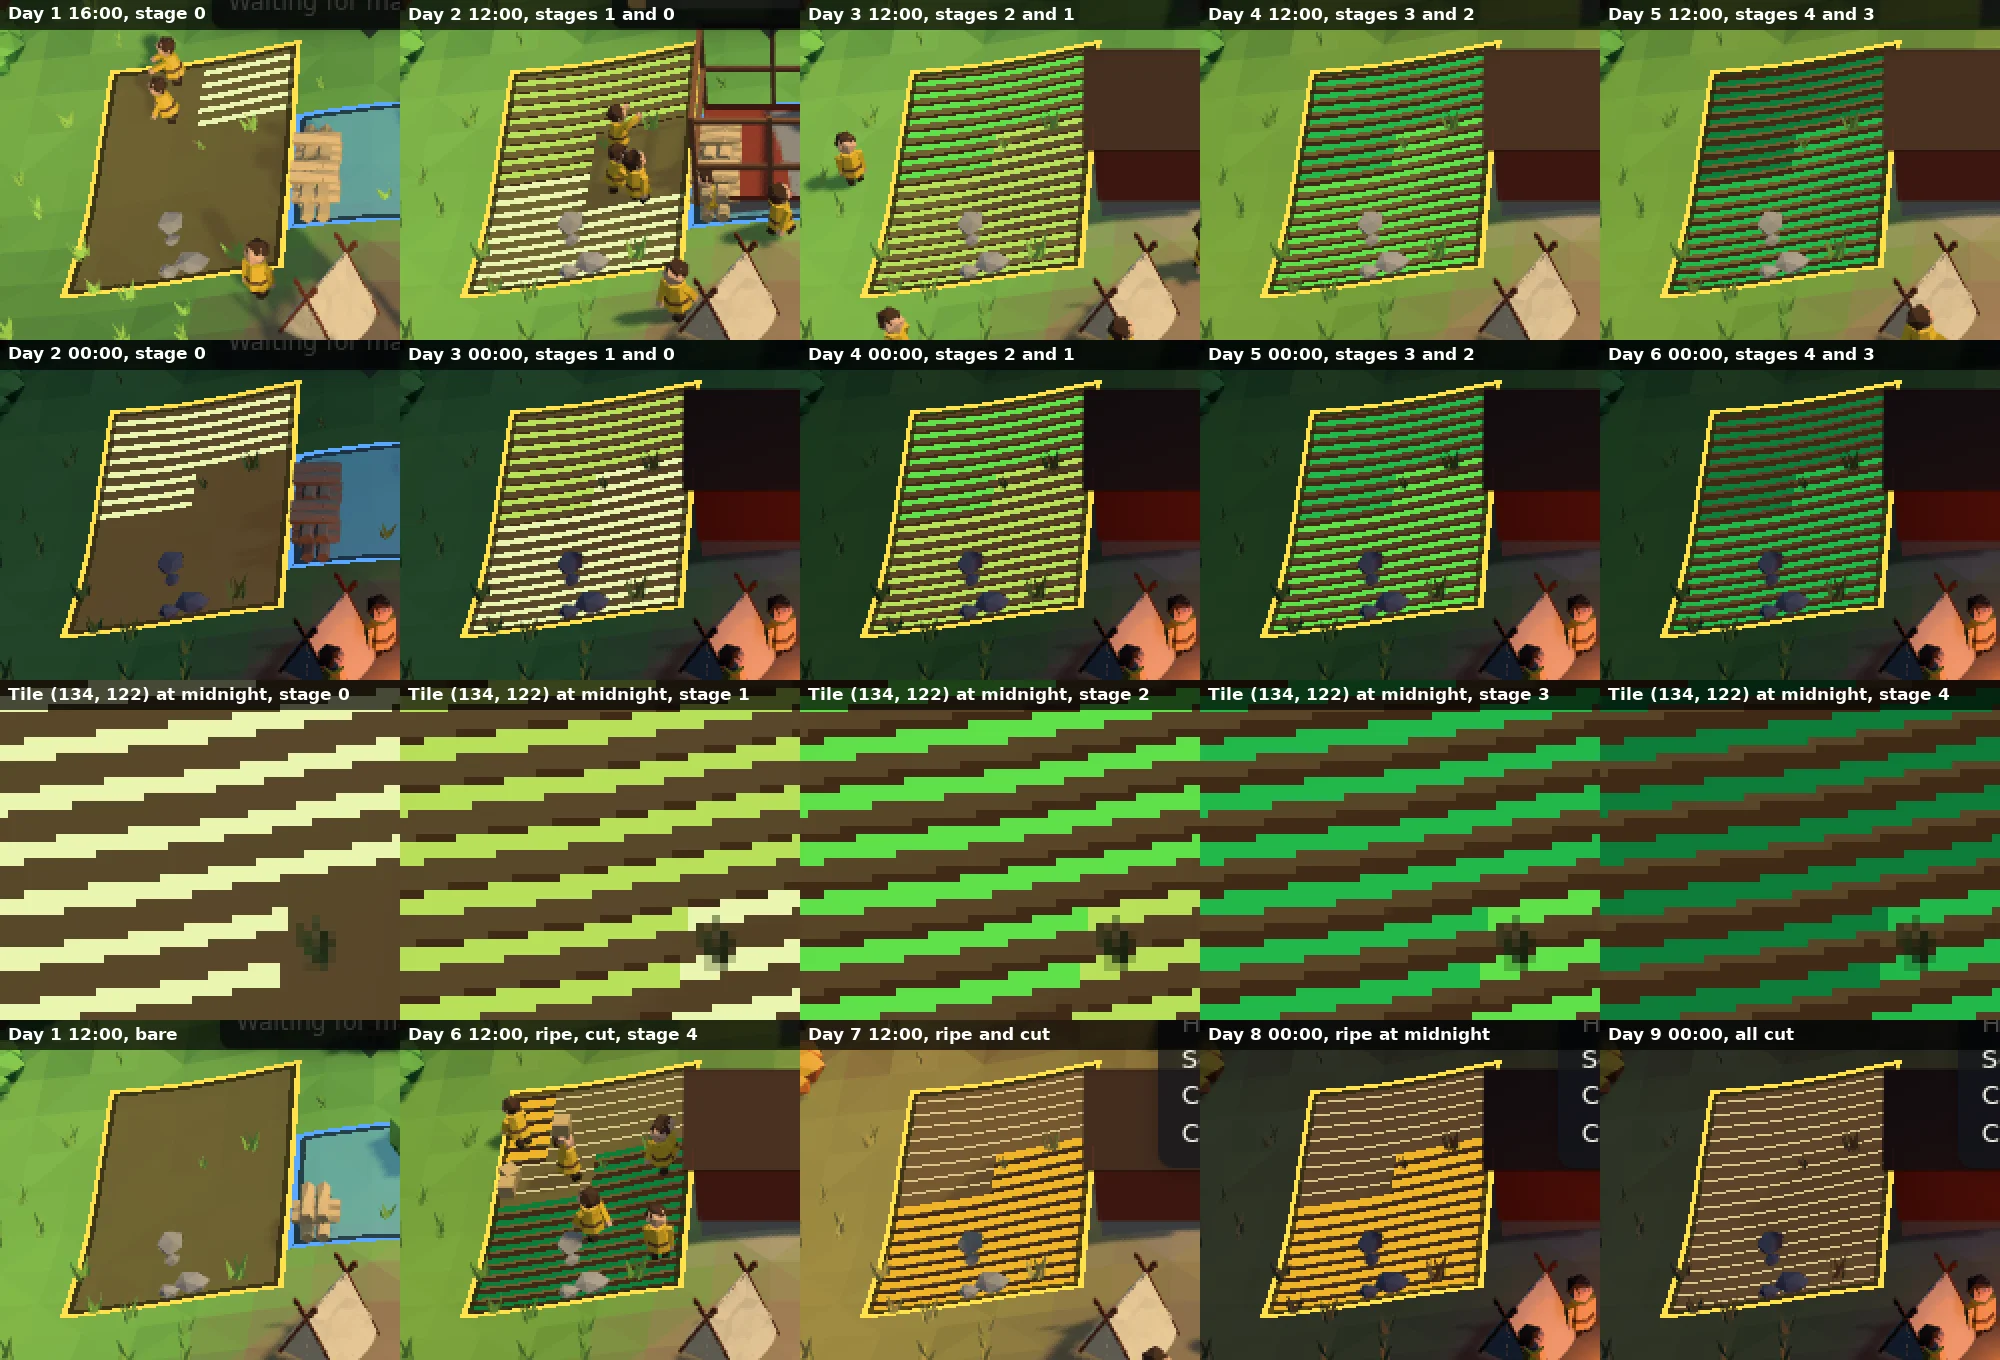 Day 1 16:00, stage 0
Day 2 12:00, stages 1 and 0
Day 3 12:00, stages 2 and 1
Day 4 12:00, stages 3 and 2
Day 5 12:00, stages 4 and 3
Day 2 00:00, stage 0
Day 3 00:00, stages 1 and 0
Day 4 00:00, stages 2 and 1
Day 5 00:00, stages 3 and 2
Day 6 00:00, stages 4 and 3
Tile (134, 122) at midnight, stage 0
Tile (134, 122) at midnight, stage 1
Tile (134, 122) at midnight, stage 2
Tile (134, 122) at midnight, stage 3
Tile (134, 122) at midnight, stage 4
Day 1 12:00, bare
Day 6 12:00, ripe, cut, stage 4
Day 7 12:00, ripe and cut
S
C
C
Day 8 00:00, ripe at midnight
S
C
C
Day 9 00:00, all cut
S
C
C